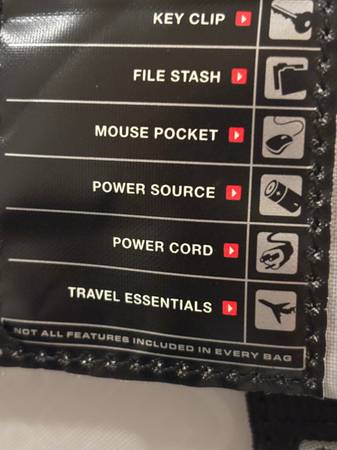 KEY CLIP
FILE STASH
MOUSE POCKET
POWER SOURCE
POWER CORD
TRAVEL ESSENTIALS
NOT ALL FEATURES INCLUDED IN EVERY BAG